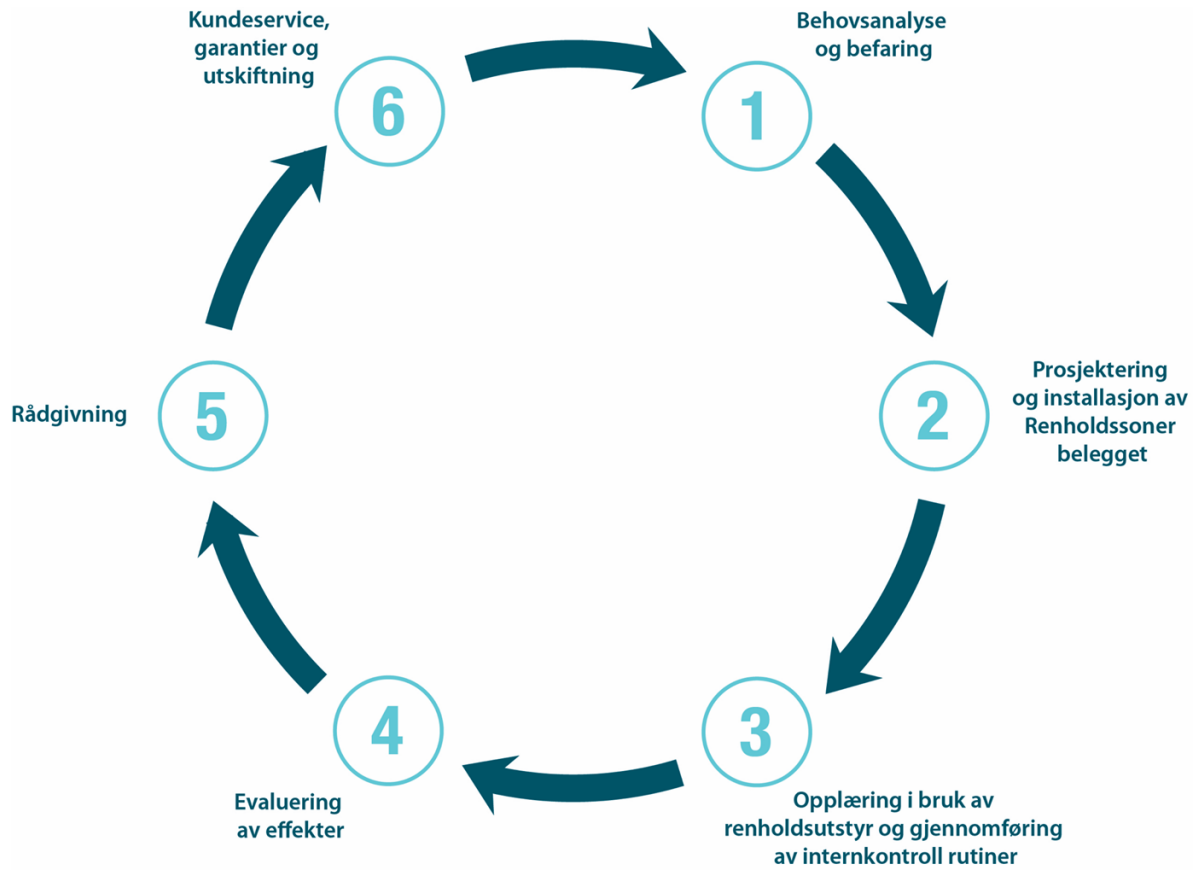 1
Behovsanalyse
og befaring
2
Prosjektering
og installasjon av
Renholdssoner
belegget
3
Opplæring i bruk av
renholdsutstyr og gjennomføring
av internkontroll rutiner
4
Evaluering
av effekter
5
Rådgivning
6
Kundeservice,
garantier og
utskiftning